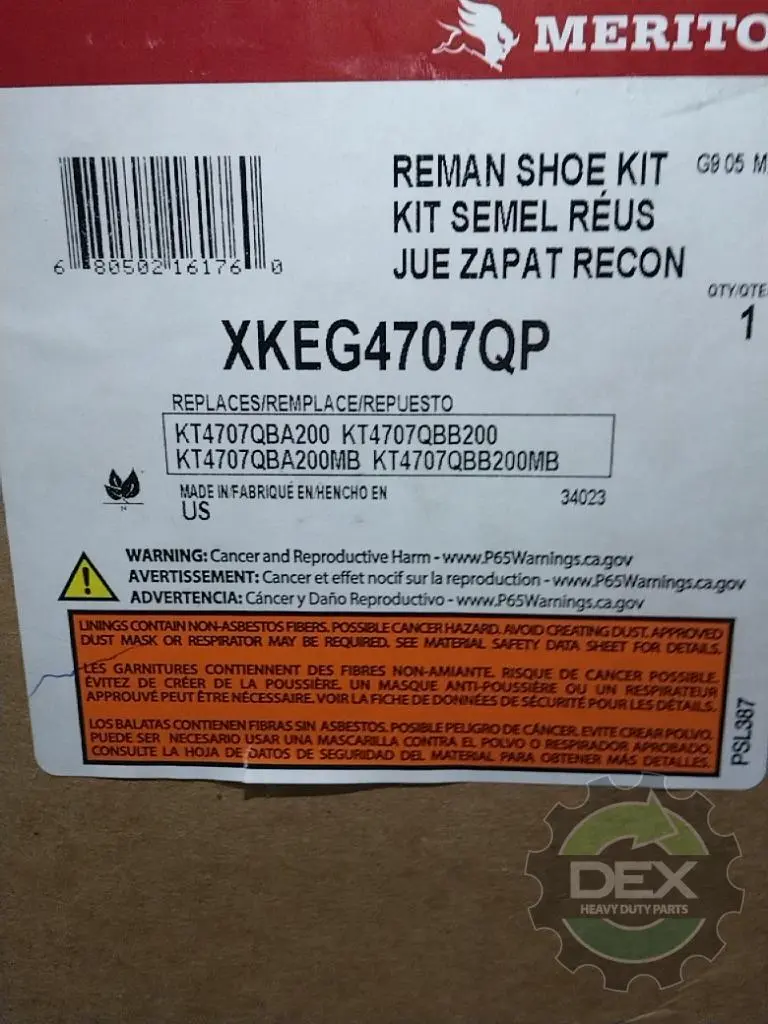 MERITO
REMAN SHOE KIT
G9 05 M
KIT SEMEL RÉUS
JUE ZAPAT RECON
6 80502 16176 0
QTY/QTE
1
XKEG4707QP
REPLACES/REMPLACE/REPUESTO
KT4707QBA200 KT4707QBB200
KT4707QBA200MB KT4707QBB200MB
MADE IN/FABRIQUÉ EN/HENCHO EN
US
34023
WARNING: Cancer and Reproductive Harm - www.P65Warnings.ca.gov
AVERTISSEMENT: Cancer et effet nocif sur la reproduction - www.P65Warnings.ca.gov
ADVERTENCIA: Cáncer y Daño Reproductivo - www.P65Warnings.ca.gov
LININGS CONTAIN NON-ASBESTOS FIBERS. POSSIBLE CANCER HAZARD. AVOID CREATING DUST. APPROVED
DUST MASK OR RESPIRATOR MAY BE REQUIRED. SEE MATERIAL SAFETY DATA SHEET FOR DETAILS.
LES GARNITURES CONTIENNENT DES FIBRES NON-AMIANTE. RISQUE DE CANCER POSSIBLE.
ÉVITEZ DE CRÉER DE LA POUSSIÈRE. UN MASQUE ANTI-POUSSIÈRE OU UN RESPIRATEUR
APPROUVÉ PEUT ÊTRE NÉCESSAIRE. VOIR LA FICHE DE DONNÉES DE SÉCURITÉ POUR LES DÉTAILS.
LOS BALATAS CONTIENEN FIBRAS SIN ASBESTOS. POSIBLE PELIGRO DE CÁNCER. EVITE CREAR POLVO.
PUEDE SER NECESARIO USAR UNA MASCARILLA CONTRA EL POLVO O RESPIRADOR APROBADO.
CONSULTE LA HOJA DE DATOS DE SEGURIDAD DEL MATERIAL PARA OBTENER MÁS DETALLES.
PSL387
DEX
HEAVY DUTY PARTS